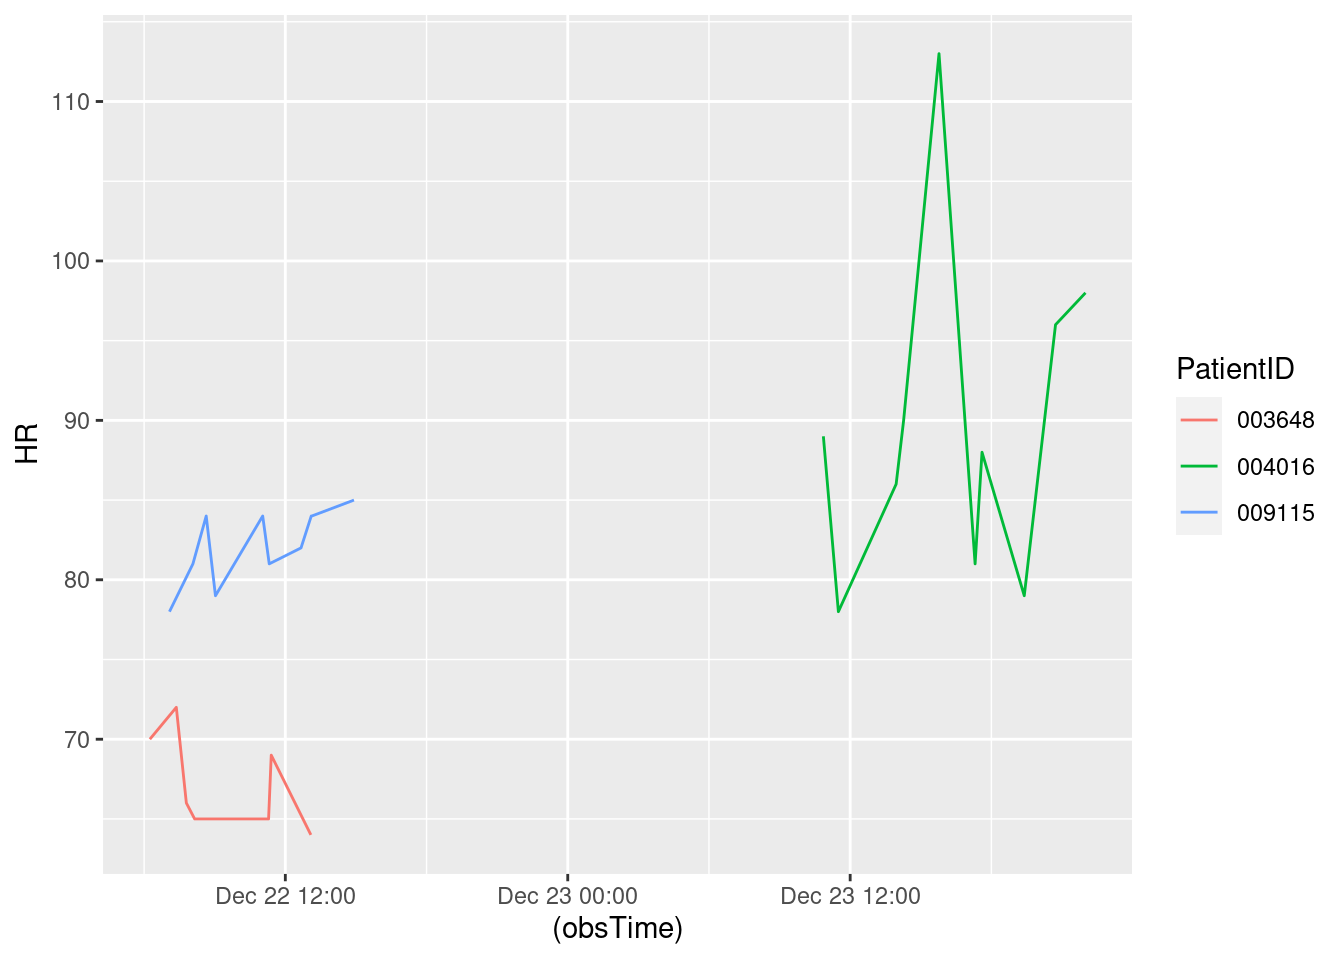 110
100
90
80
70
HR
Dec 22 12:00
Dec 23 00:00
Dec 23 12:00
(obsTime)
PatientID
003648
004016
009115